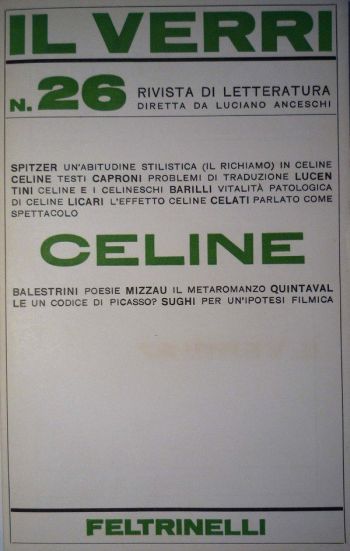 IL VERRI
N. 26 RIVISTA DI LETTERATURA
DIRETTA DA LUCIANO ANCESCHI
SPITZER UN'ABITUDINE STILISTICA (IL RICHIAMO) IN CELINE
CELINE TESTI CAPRONI PROBLEMI DI TRADUZIONE LUCEN
TINI CELINE E I CELINESCHI BARILLI VITALITÀ PATOLOGICA
DI CELINE LICARI L'EFFETTO CELINE CELATI PARLATO COME
SPETTACOLO
CELINE
BALESTRINI POESIE MIZZAU IL METAROMANZO QUINTAVAL
LE UN CODICE DI PICASSO? SUGHI PER UN'IPOTESI FILMICA
FELTRINELLI